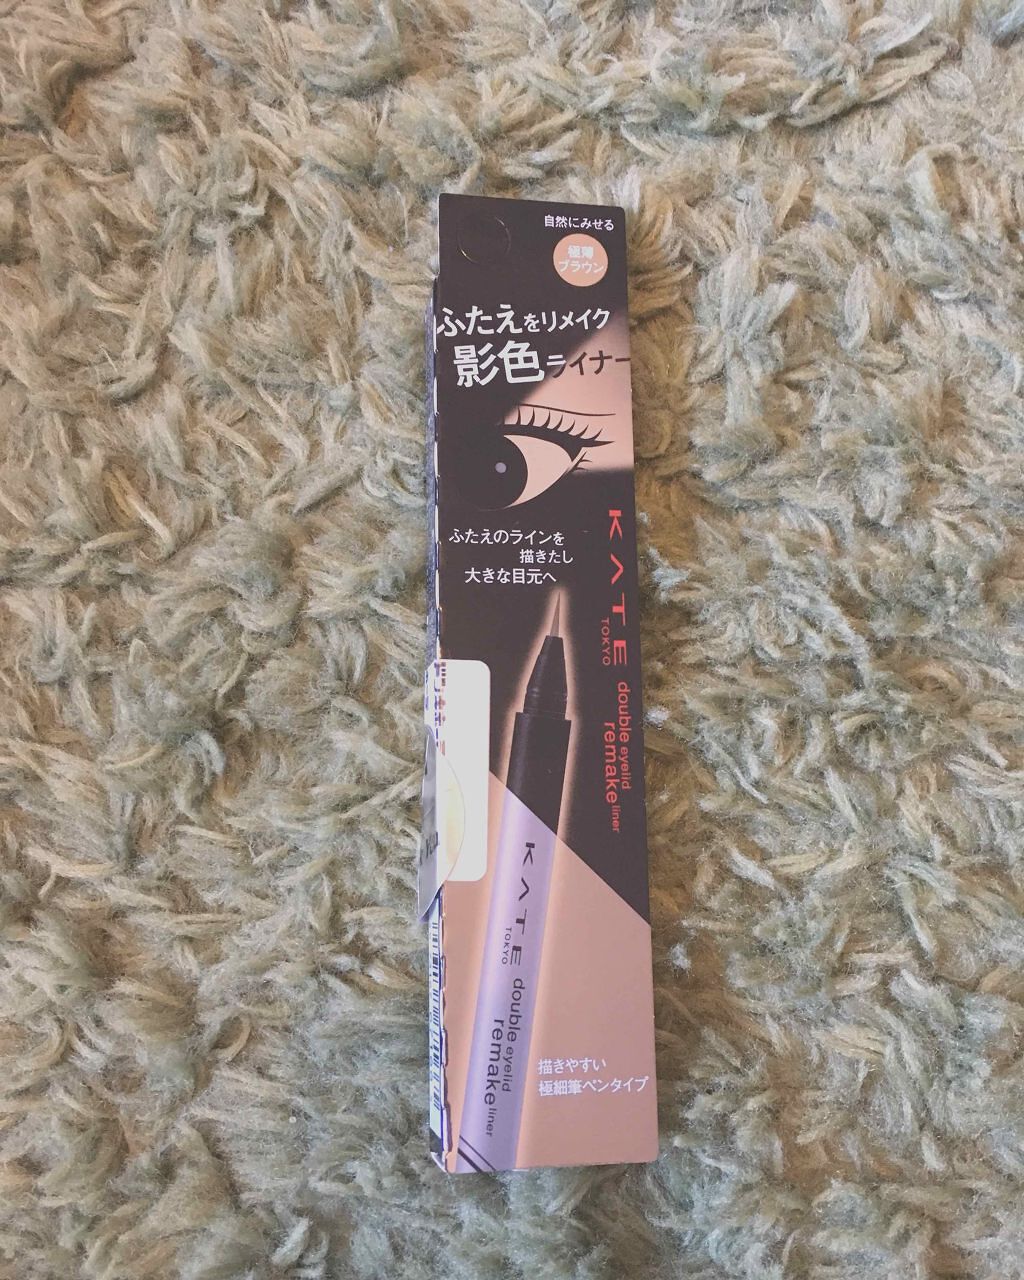 自然にみせる
極薄
ブラウン
ふたえをリメイク
影色ライナー
ふたえのラインを
描きたし
大きな目元へ
KATE
TOKYO
double eyelid
remake liner
KATE
TOKYO
double eyelid
remake liner
描きやすい
極細筆ペンタイプ